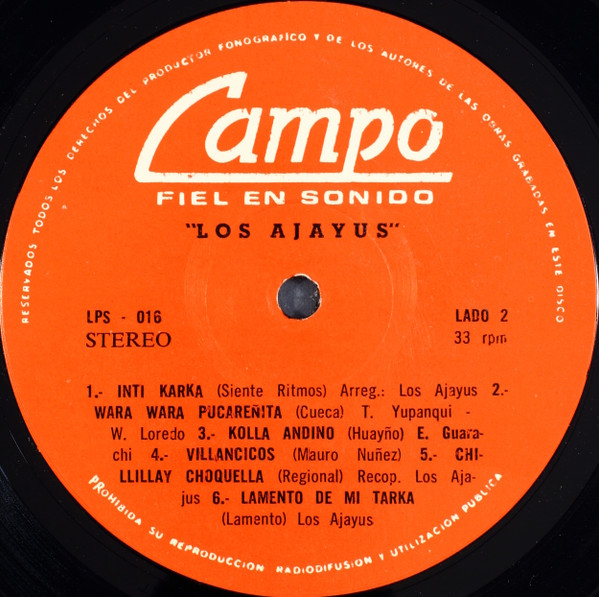 RESERVADOS TODOS LOS DERECHOS DEL PRODUCTOR FONOGRAFICO Y DE LOS AUTORES DE LAS OBRAS GRABADAS EN ESTE DISCO
Campo
FIEL EN SONIDO
"LOS AJAYUS"
LPS - 016
LADO 2
STEREO
33 rpm
1.- INTI KARKA (Siente Ritmos) Arreg.: Los Ajayus 2.-
WARA WARA PUCAREÑITA (Cueca) T. Yupanqui -
W. Loredo 3.- KOLLA ANDINO (Huayño) E. Guara-
chi 4.- VILLANCICOS (Mauro Nuñez) 5.- CHI-
LLILLAY CHOQUELLA (Regional) Recop. Los Aja-
jus 6.- LAMENTO DE MI TARKA
(Lamento) Los Ajayus
PROHIBIDA SU REPRODUCCION RADIODIFUSION Y UTILIZACION PUBLICA